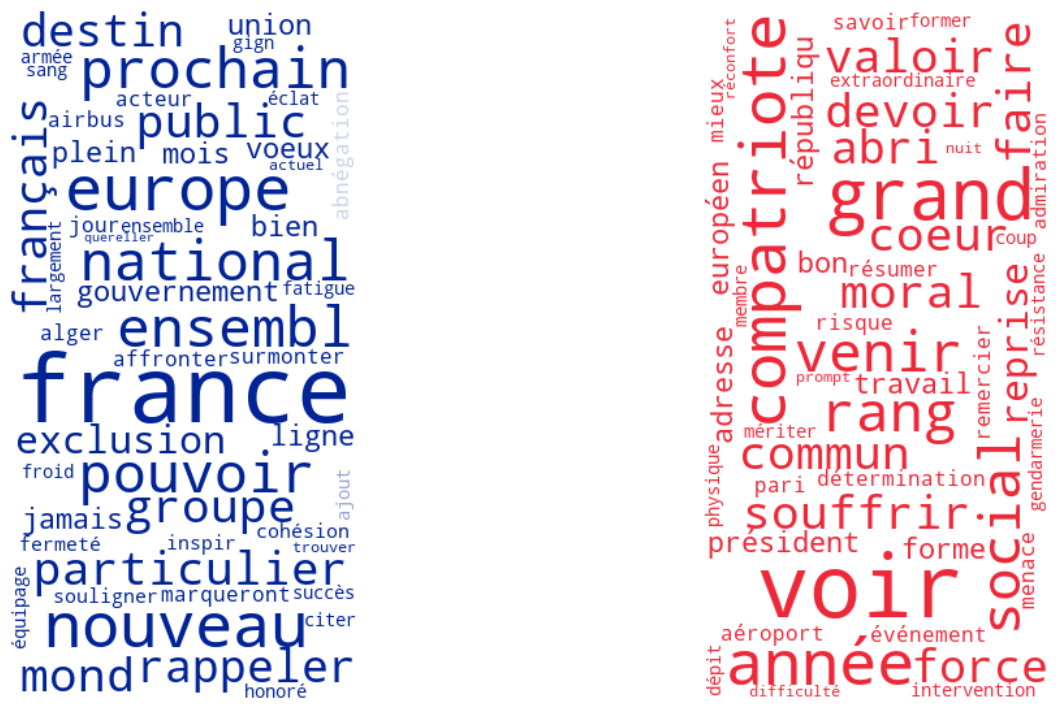 destin
union
gign
armée
sang
prochain
acteur
éclat
français
airbus
public
abnégation
plein
mois
voeux
actuel
europe
jour
ensemble
quereller
bien
largement
national
gouvernement
fatigue
alger
ensembl
affronter
surmonter
france
exclusion
ligne
froid
pouvoir
ajout
jamais
groupe
cohésion
fermeté
inspir
trouver
particulier
équipage
souligner
marqueront
succès
nouveau
citer
mond
rappeler
honoré
réconfort
compatriote
savoir
former
valoir
faire
mieux
républiqu
extraordinaire
devoir
abri
nuit
admiration
européen
grand
coeur
coup
bon
résumer
membre
moral
résistance
risque
venir
reprise
adresse
prompt
travail
remercier
rang
mériter
commun
gendarmerie
physique
pari
détermination
social
souffrir
président
forme
menace
voir
aéroport
événement
dépit
année
force
difficulté
intervention